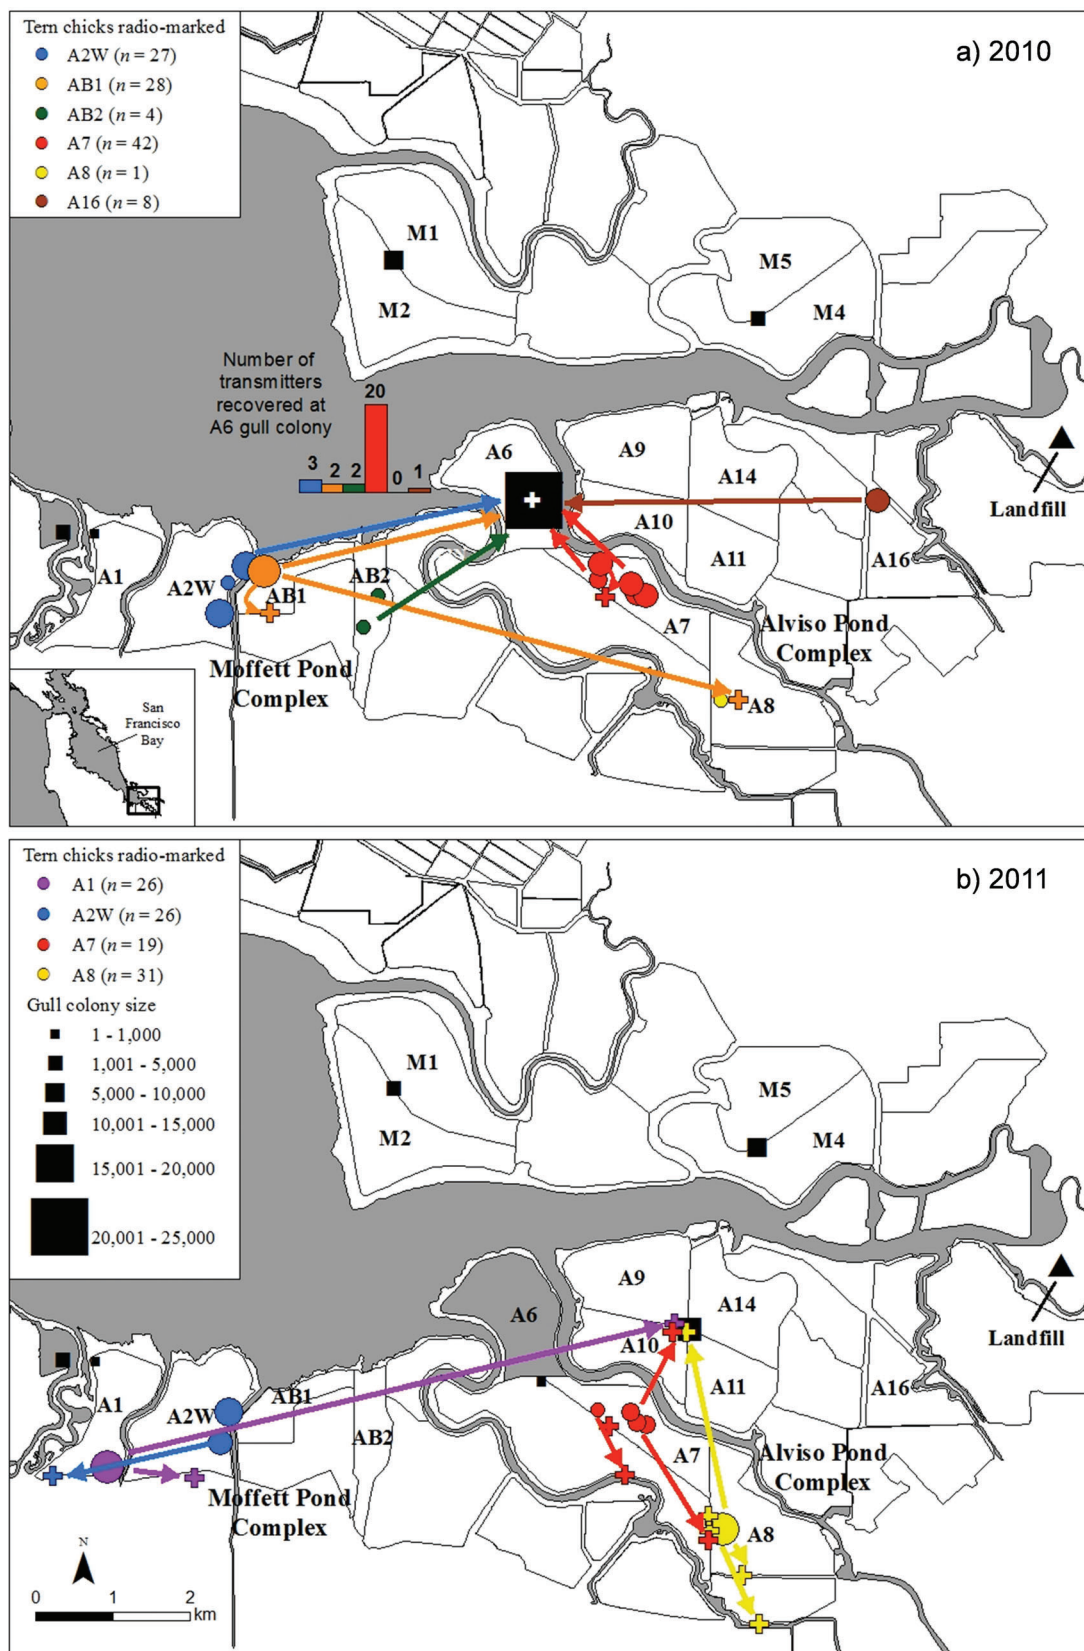 Tern chicks radio-marked
A2W (n = 27)
AB1 (n = 28)
AB2 (n = 4)
A7 (n = 42)
A8 (n = 1)
A16 (n = 8)
a) 2010
M1
M2
M5
M4
Number of
transmitters
recovered at
A6 gull colony
20
3
2
2
0
1
A6
A9
A14
A10
A11
A16
Landfill
A1
A2W
AB1
AB2
A7
A8
Moffett Pond
Complex
Alviso Pond
Complex
San
Francisco
Bay
Tern chicks radio-marked
A1 (n = 26)
A2W (n = 26)
A7 (n = 19)
A8 (n = 31)
Gull colony size
1 - 1,000
1,001 - 5,000
5,000 - 10,000
10,001 - 15,000
15,001 - 20,000
20,001 - 25,000
b) 2011
M1
M2
M5
M4
A6
A9
A14
A10
A11
A16
Landfill
A1
A2W
AB1
AB2
A7
A8
Moffett Pond
Complex
Alviso Pond
Complex
N
0 1 2
km